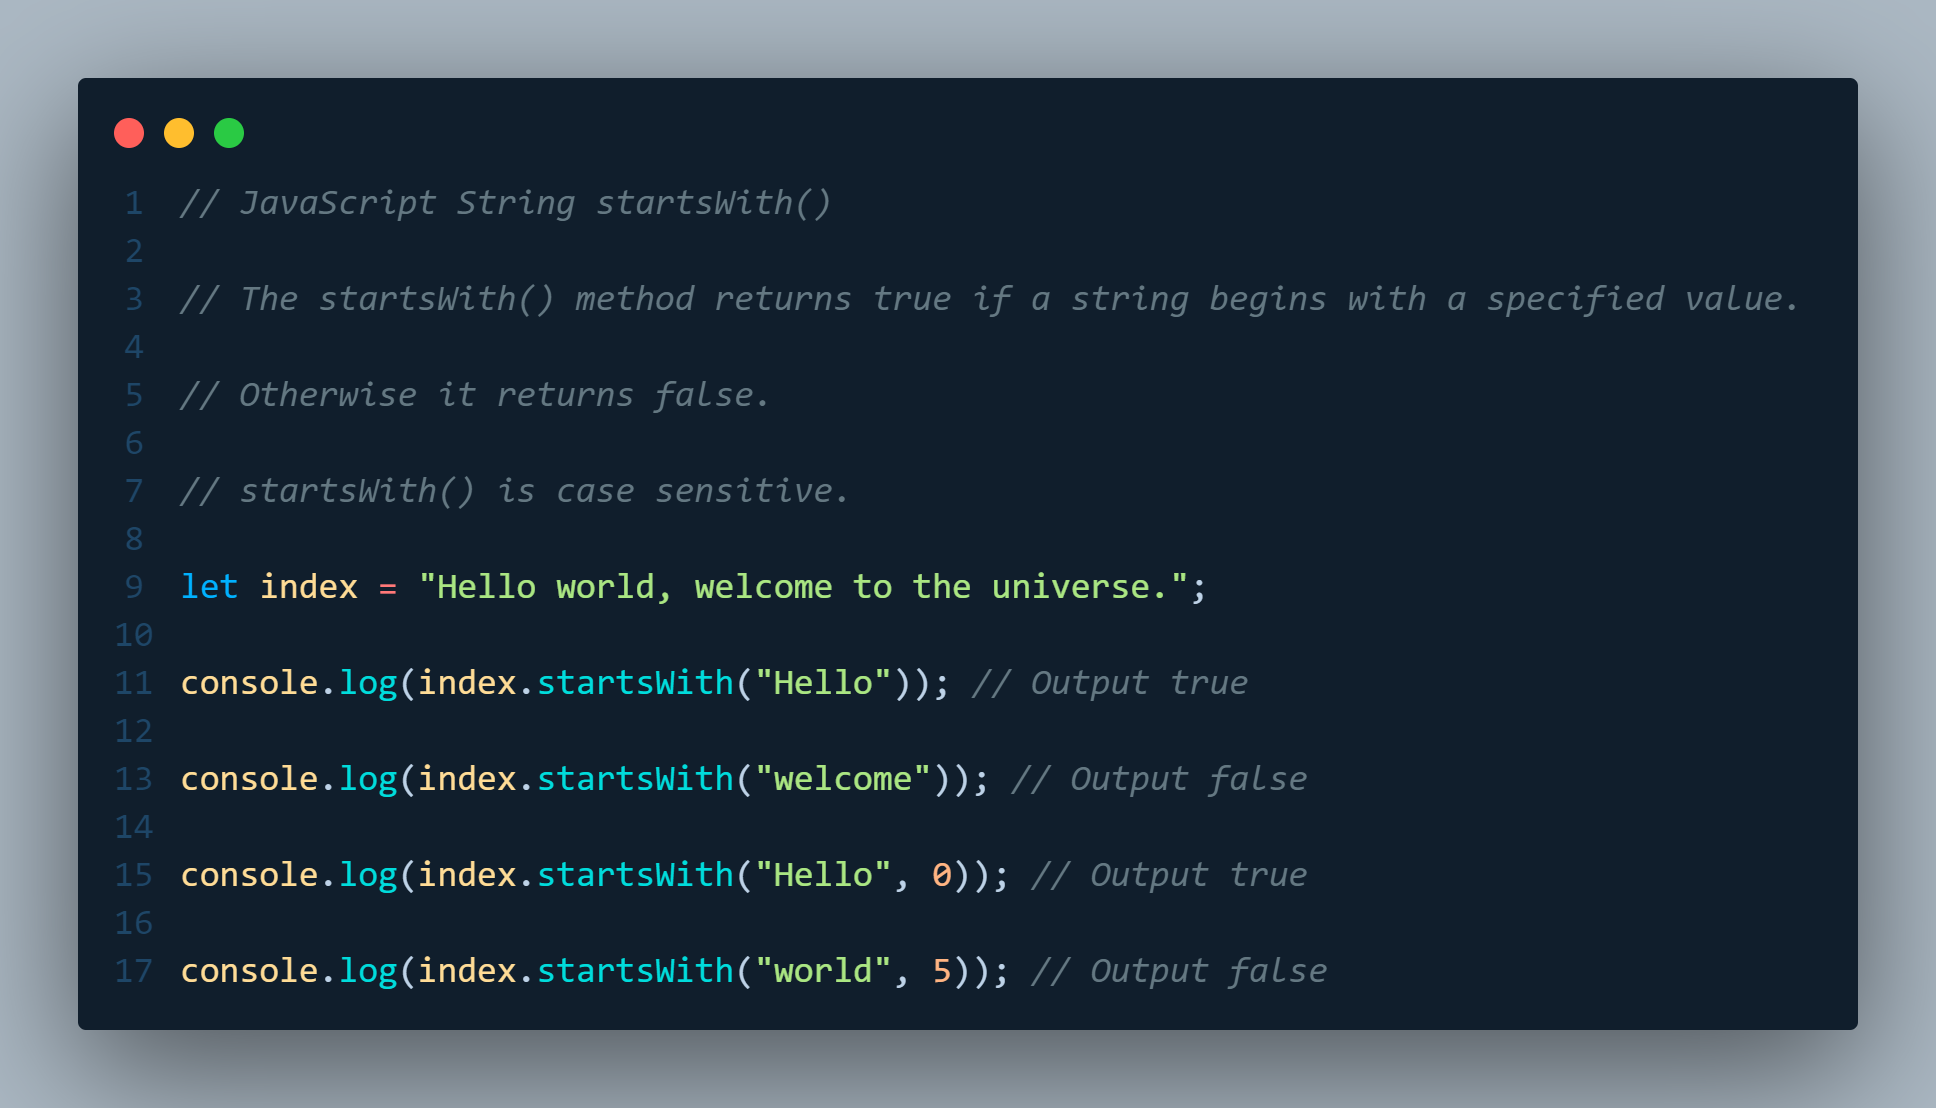 1 // JavaScript String startsWith()
2
3 // The startsWith() method returns true if a string begins with a specified value.
4
5 // Otherwise it returns false.
6
7 // startsWith() is case sensitive.
8
9 let index = "Hello world, welcome to the universe.";
10
11 console.log(index.startsWith("Hello")); // Output true
12
13 console.log(index.startsWith("welcome")); // Output false
14
15 console.log(index.startsWith("Hello", 0)); // Output true
16
17 console.log(index.startsWith("world", 5)); // Output false